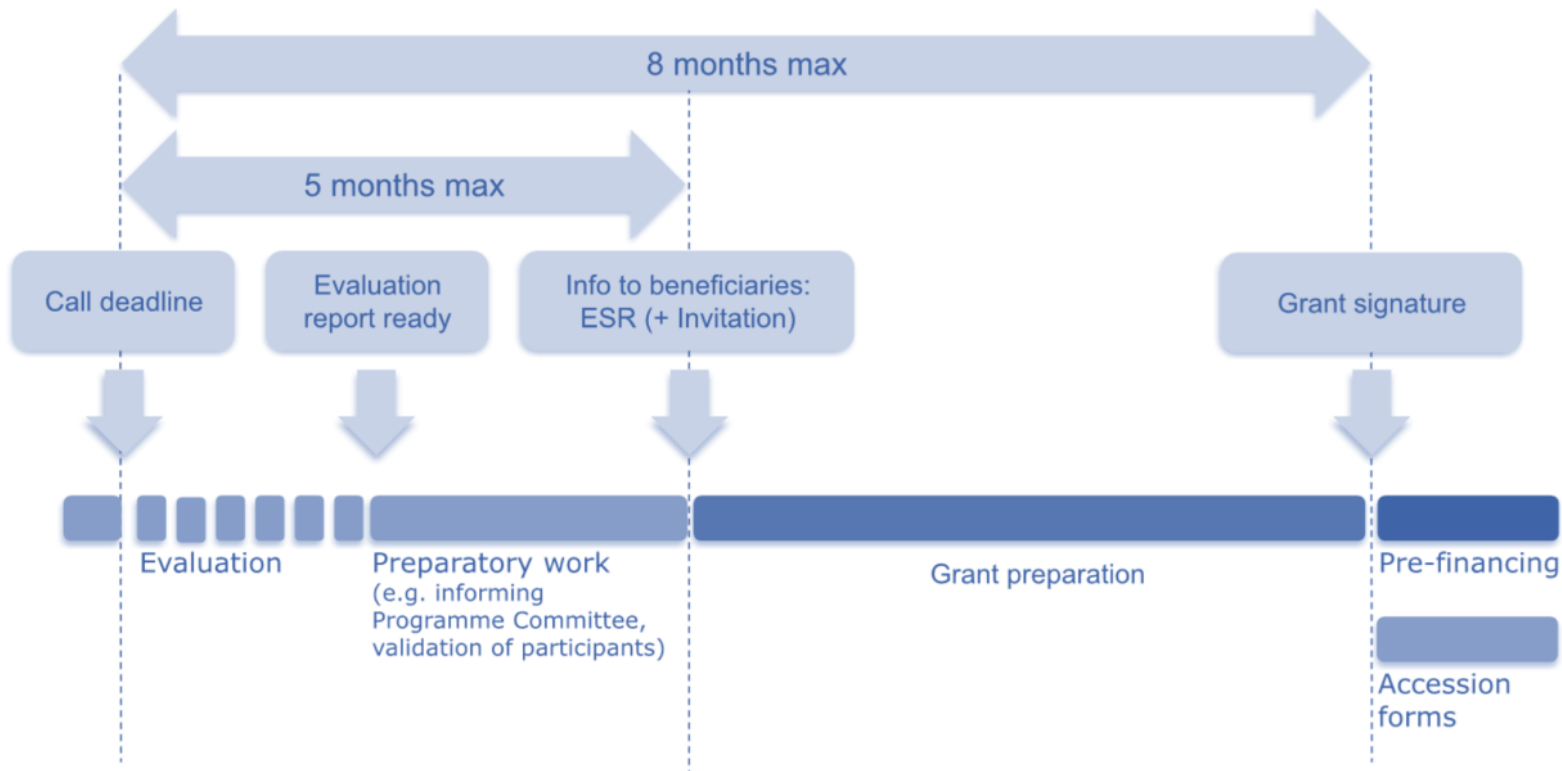 8 months max
5 months max
Call deadline
Evaluation
report ready
Info to beneficiaries:
ESR (+ Invitation)
Grant signature
Evaluation
Preparatory work
(e.g. informing
Programme Committee,
validation of participants)
Grant preparation
Pre-financing
Accession
forms